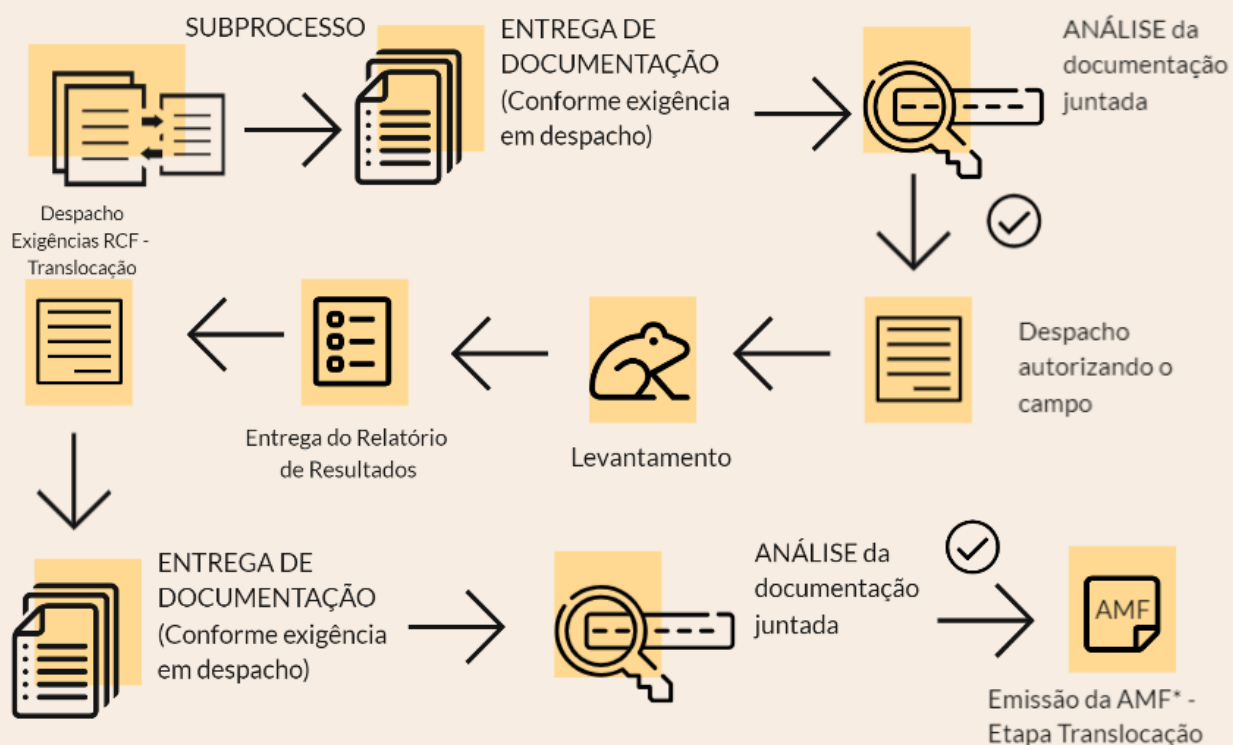 SUBPROCESSO
ENTREGA DE
DOCUMENTAÇÃO
(Conforme exigência
em despacho)
ANÁLISE da
documentação
juntada
Despacho
Exigências RCF -
Translocação
Despacho
autorizando o
campo
Levantamento
Entrega do Relatório
de Resultados
ENTREGA DE
DOCUMENTAÇÃO
(Conforme exigência
em despacho)
ANÁLISE da
documentação
juntada
AMF
Emissão da AMF* -
Etapa Translocação